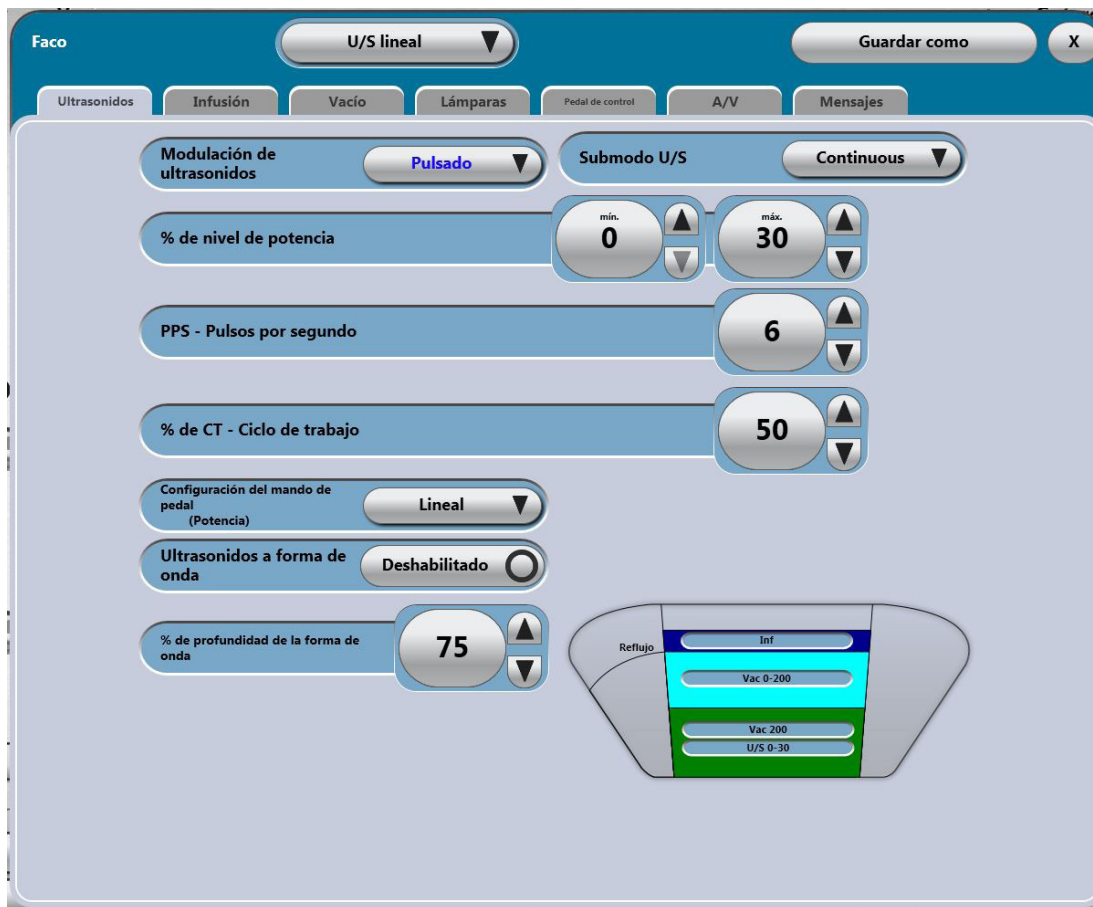 Faco
U/S lineal
Guardar como
X
Ultrasonidos
Infusión
Vacío
Lámparas
Pedal de control
A/V
Mensajes
Modulación de
ultrasonidos
Pulsado
Submodo U/S
Continuous
% de nivel de potencia
mín.
0
máx.
30
PPS - Pulsos por segundo
6
% de CT - Ciclo de trabajo
50
Configuración del mando de
pedal
(Potencia)
Lineal
Ultrasonidos a forma de
onda
Deshabilitado
% de profundidad de la forma de
onda
75
Reflujo
Inf
Vac 0-200
Vac 200
U/S 0-30